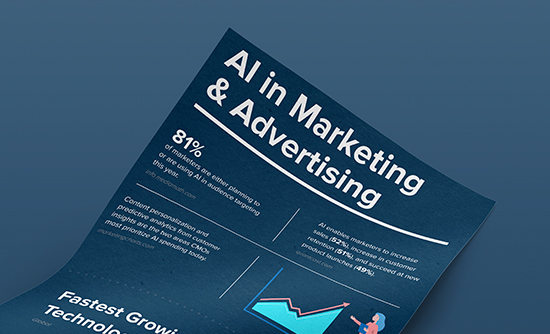 AI in Marketing
& Advertising
81%
of marketers are either planning to
or are using AI in audience targeting
this year.
AI enables marketers to increase
sales (52%), increase in customer
retention (51%), and succeed at new
product launches (49%).
Content personalization and
predictive analytics from customer
insights are the two areas CMOs
most prioritize AI spending today.
marketingcharts.com
Fastest Growi
Technolo
Global